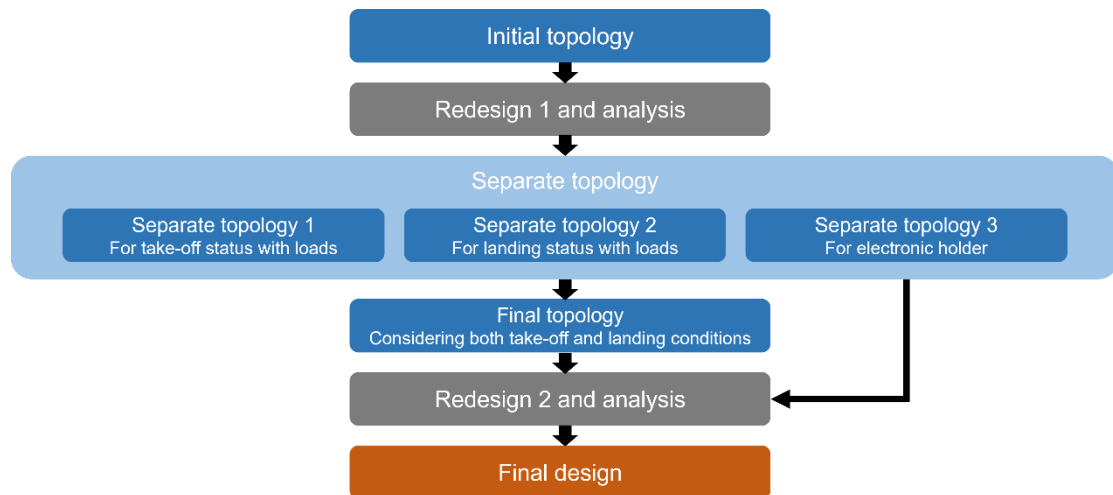 Initial topology
Redesign 1 and analysis
Separate topology
Separate topology 1
For take-off status with loads
Separate topology 2
For landing status with loads
Separate topology 3
For electronic holder
Final topology
Considering both take-off and landing conditions
Redesign 2 and analysis
Final design